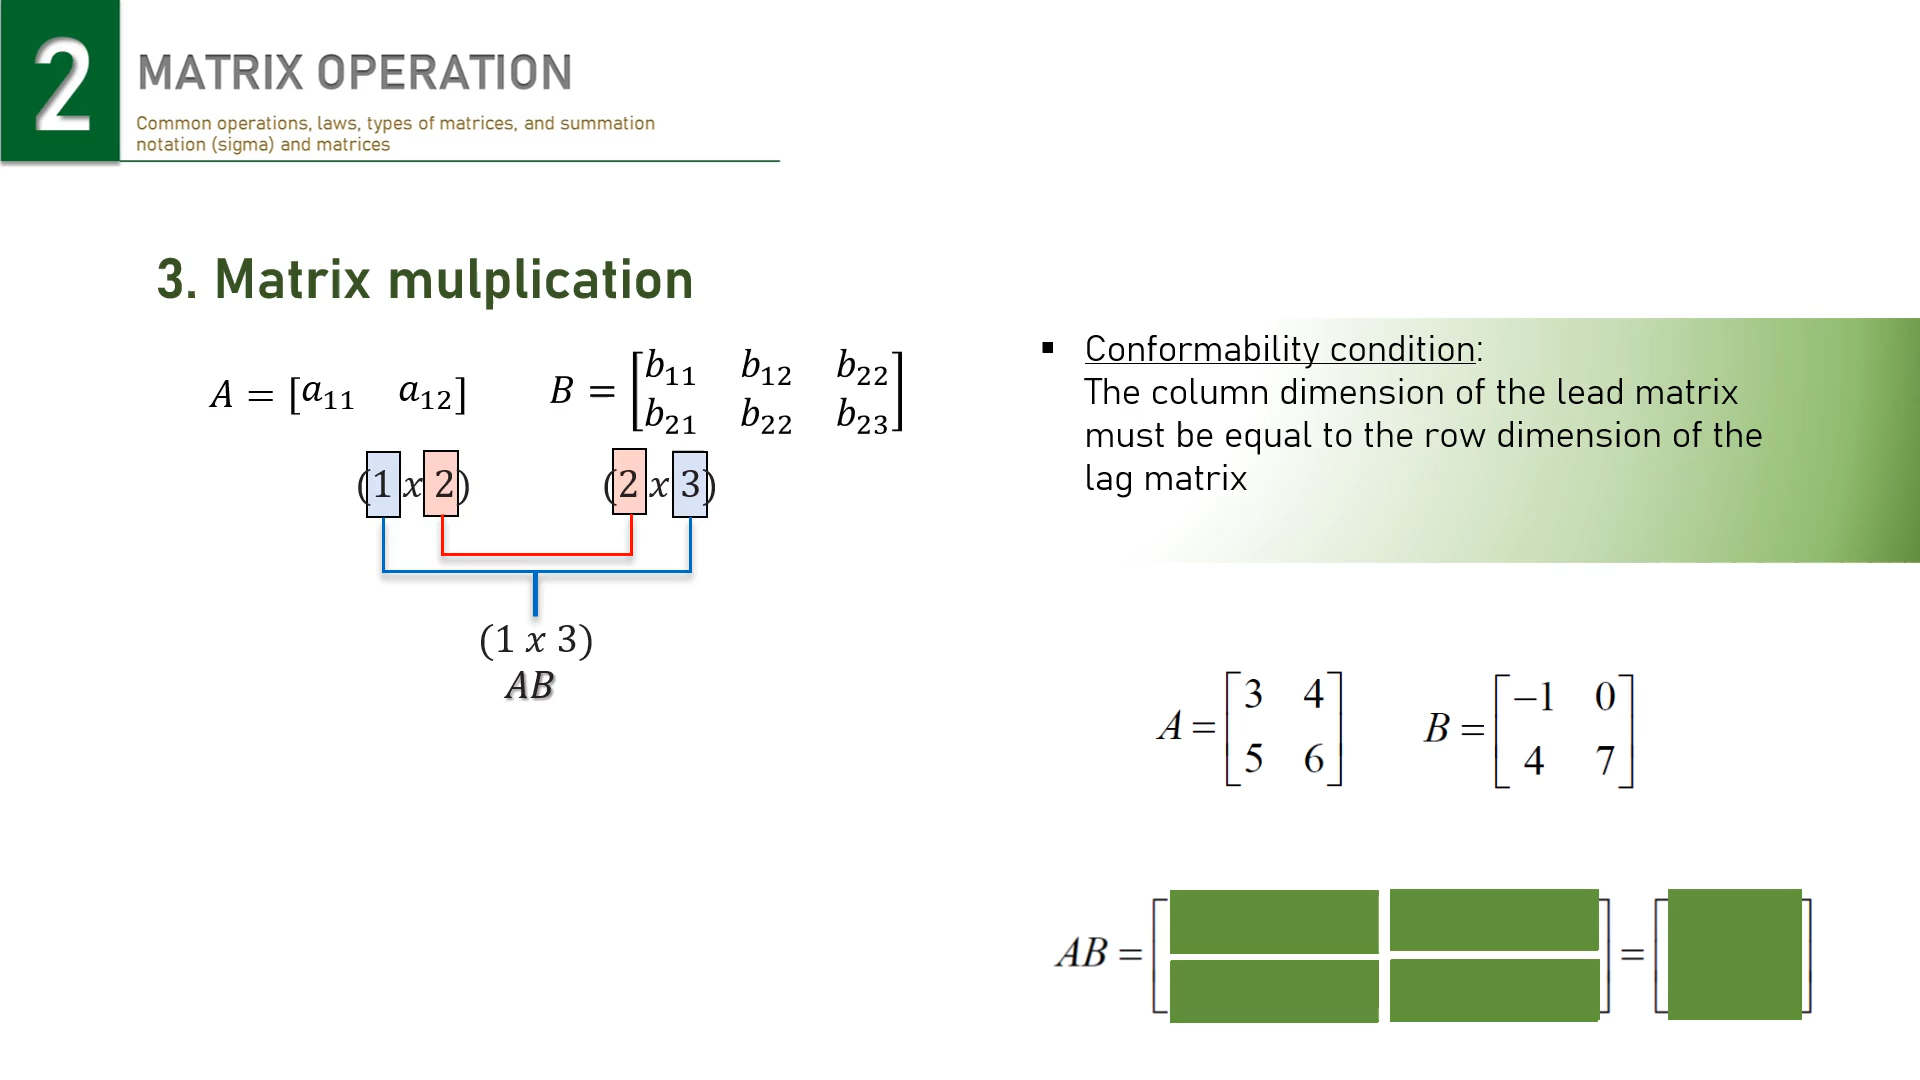 2
MATRIX OPERATION
Common operations, laws, types of matrices, and summation
notation (sigma) and matrices
3. Matrix mulplication
A = [a11 a12]
B = [b11 b12 b22
b21 b22 b23]
(1 x 2) (2 x 3)
(1 x 3)
AB
▪ Conformability condition:
The column dimension of the lead matrix
must be equal to the row dimension of the
lag matrix
A = [3 4
5 6]
B = [−1 0
4 7]
AB = [ ] = [ ]